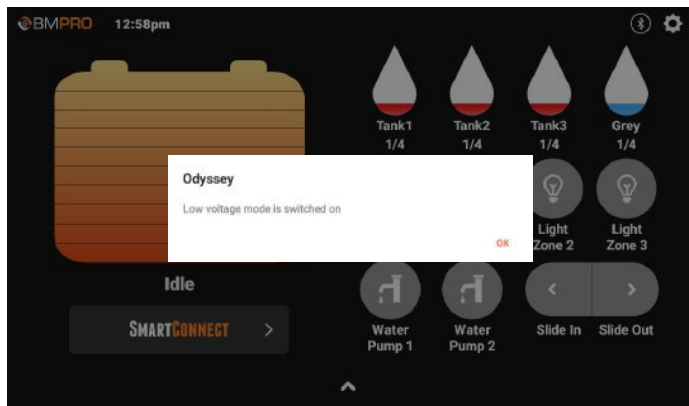 BMPRO 12:58pm
Tank1 Tank2 Tank3 Grey
1/4 1/4 1/4 1/4
Odyssey
Low voltage mode is switched on
OK
Light Light
Zone 2 Zone 3
Idle
SMARTCONNECT >
Water Water Slide In Slide Out
Pump 1 Pump 2